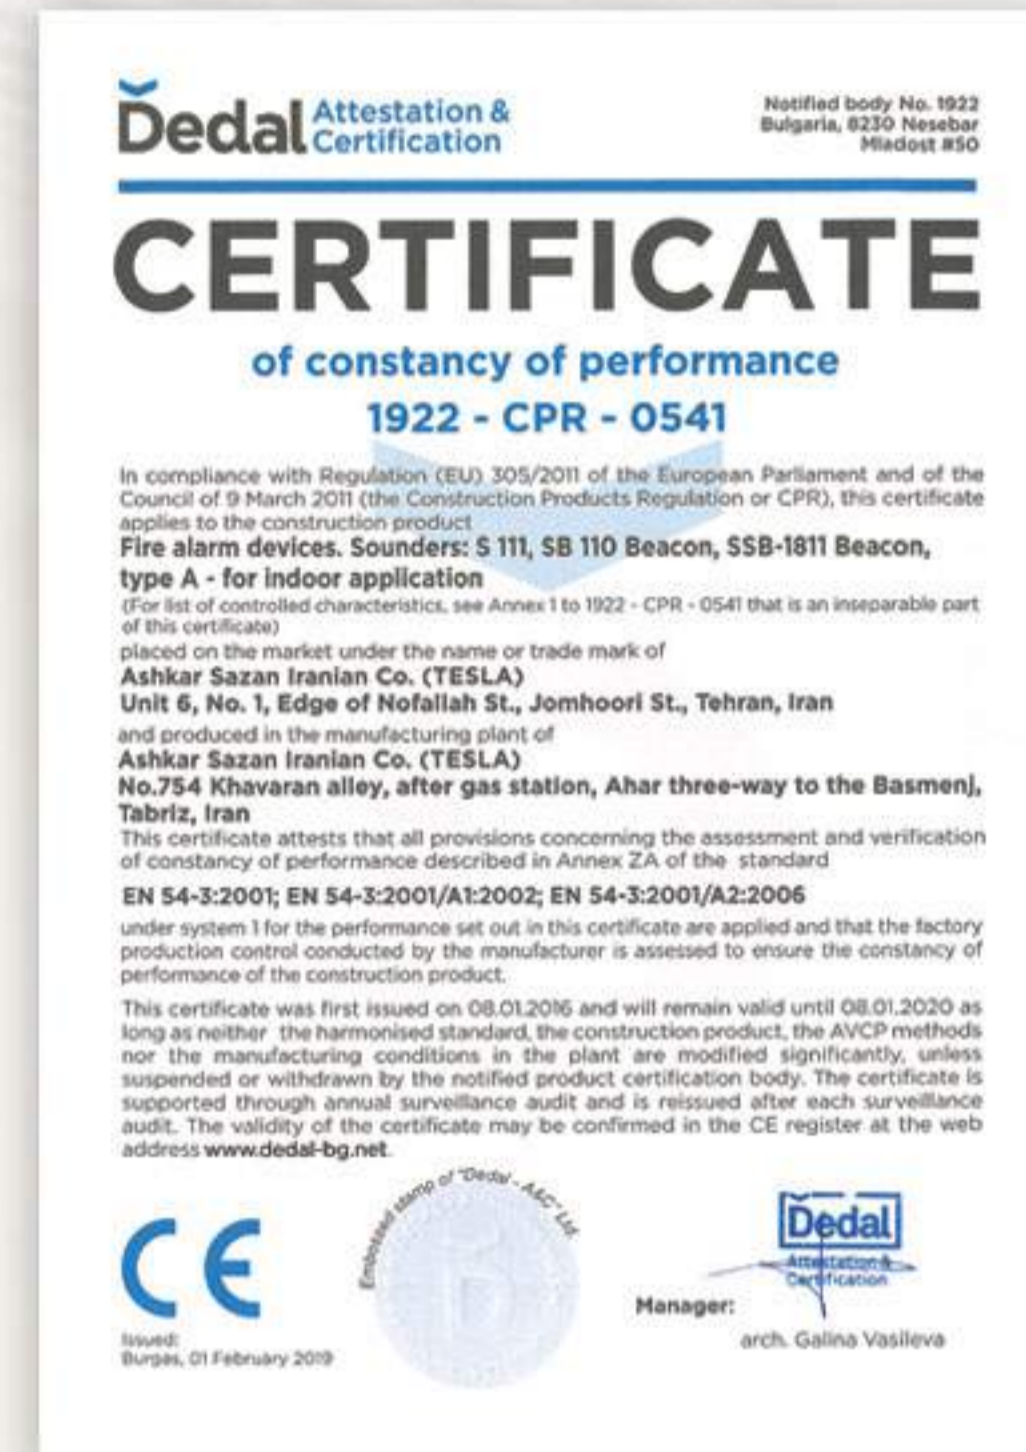 Dedal Attestation &
Certification
Notified body No. 1922
Bulgaria, 8230 Nesebar
Mladost #50
CERTIFICATE
of constancy of performance
1922 - CPR - 0541
In compliance with Regulation (EU) 305/2011 of the European Parliament and of the
Council of 9 March 2011 (the Construction Products Regulation or CPR), this certificate
applies to the construction product
Fire alarm devices. Sounders: S 111, SB 110 Beacon, SSB-1811 Beacon,
type A - for indoor application
(For list of controlled characteristics, see Annex 1 to 1922 - CPR - 0541 that is an inseparable part
of this certificate)
placed on the market under the name or trade mark of
Ashkar Sazan Iranian Co. (TESLA)
Unit 6, No. 1, Edge of Nofallah St., Jomhoori St., Tehran, Iran
and produced in the manufacturing plant of
Ashkar Sazan Iranian Co. (TESLA)
No.754 Khavaran alley, after gas station, Ahar three-way to the Basmenj,
Tabriz, Iran
This certificate attests that all provisions concerning the assessment and verification
of constancy of performance described in Annex ZA of the standard
EN 54-3:2001; EN 54-3:2001/A1:2002; EN 54-3:2001/A2:2006
under system 1 for the performance set out in this certificate are applied and that the factory
production control conducted by the manufacturer is assessed to ensure the constancy of
performance of the construction product.
This certificate was first issued on 08.01.2016 and will remain valid until 08.01.2020 as
long as neither the harmonised standard, the construction product, the AVCP methods
nor the manufacturing conditions in the plant are modified significantly, unless
suspended or withdrawn by the notified product certification body. The certificate is
supported through annual surveillance audit and is reissued after each surveillance
audit. The validity of the certificate may be confirmed in the CE register at the web
address www.dedal-bg.net.
Embossed stamp of "Dedal - A&C" Ltd.
CE
Dedal
Attestation &
Certification
Manager:
arch. Galina Vasileva
Issued:
Burgas, 01 February 2019